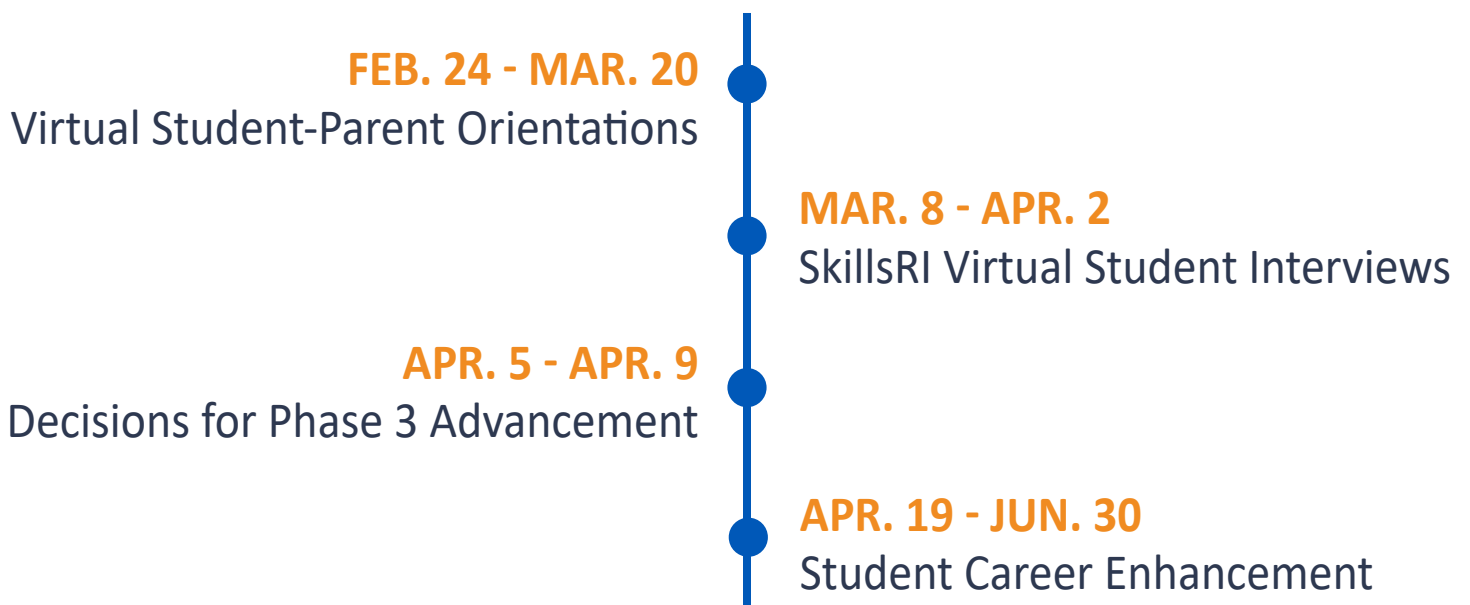 FEB. 24 - MAR. 20
Virtual Student-Parent Orientations
MAR. 8 - APR. 2
SkillsRI Virtual Student Interviews
APR. 5 - APR. 9
Decisions for Phase 3 Advancement
APR. 19 - JUN. 30
Student Career Enhancement